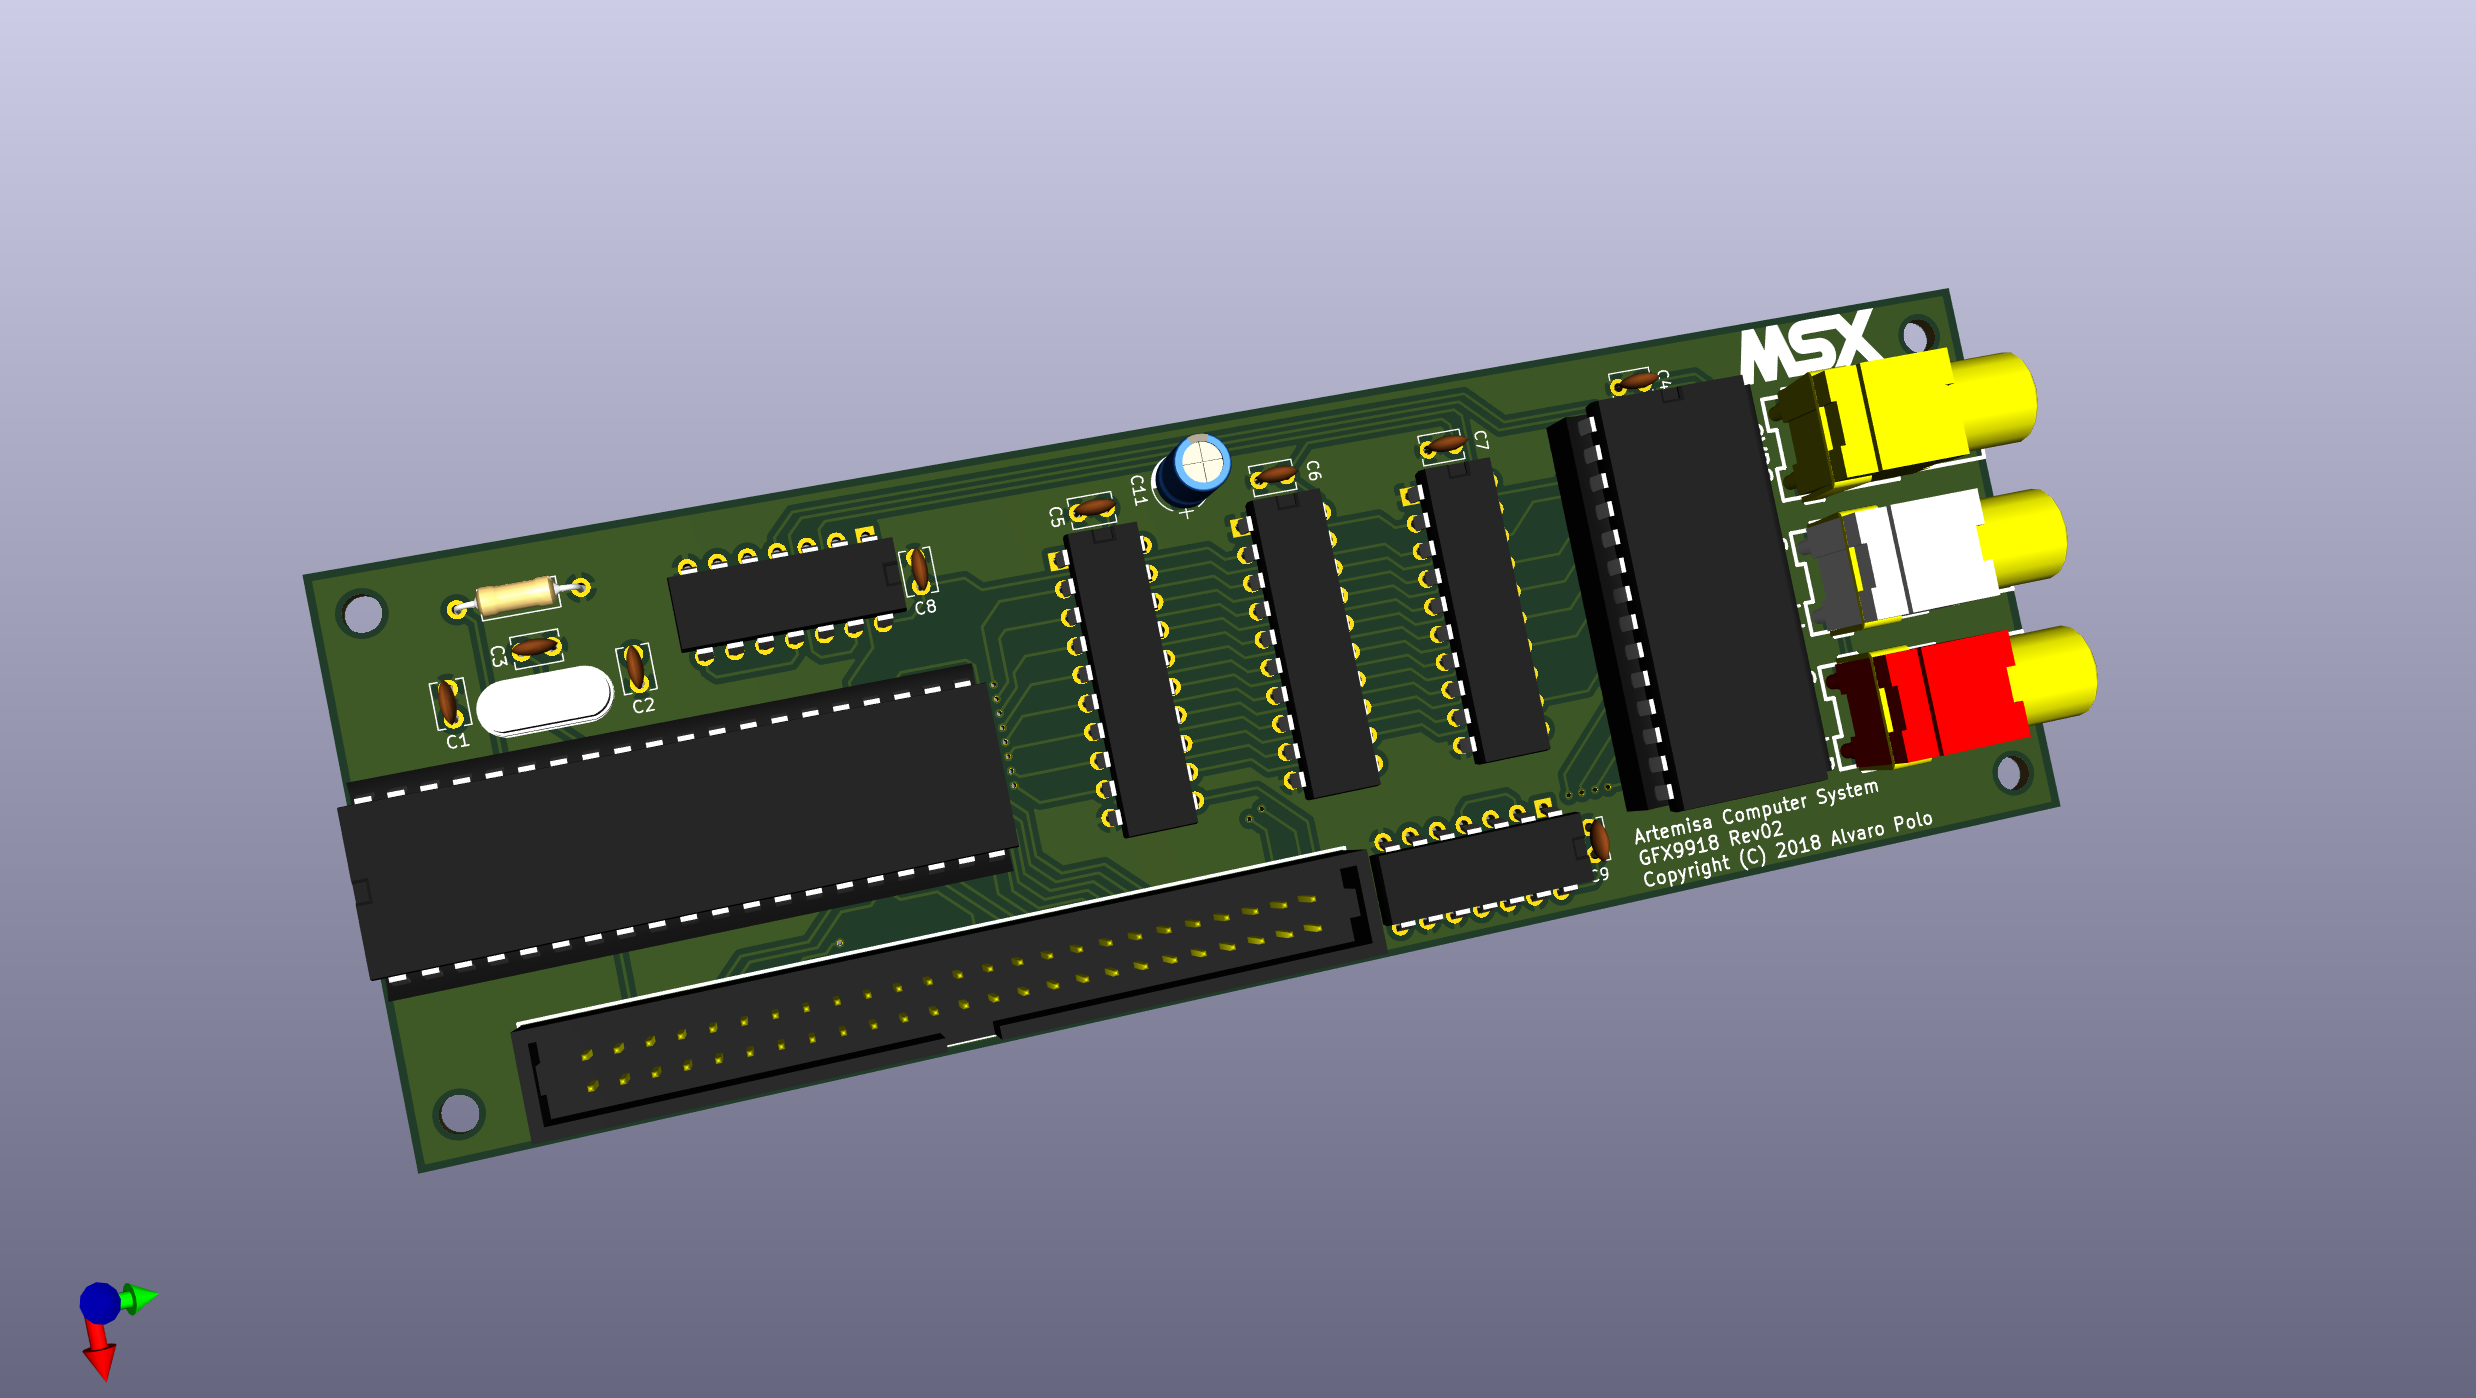 MSX
C4
C7
C6
C11
C5
C8
C3
C2
C1
C9
Artemisa Computer System
GFX9918 Rev02
Copyright (C) 2018 Alvaro Polo